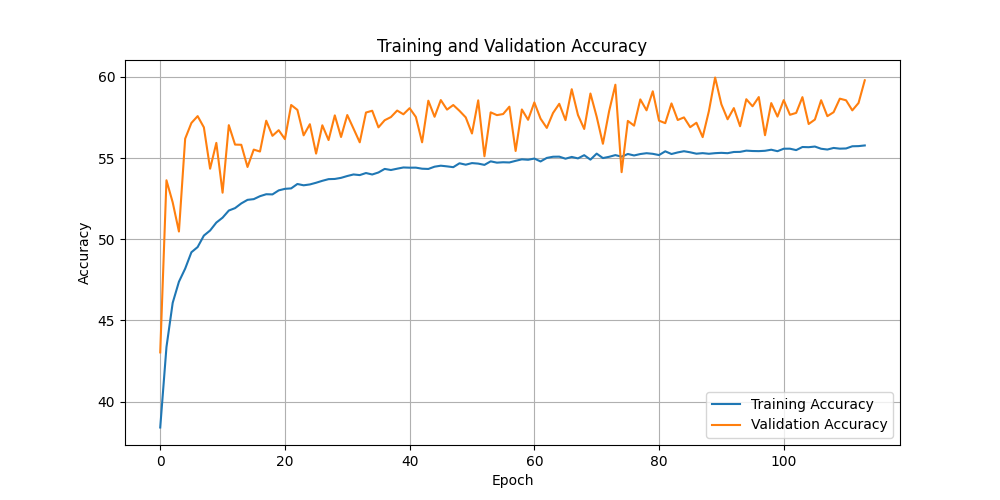 Training and Validation Accuracy
60
55
50
45
40
Accuracy
0 20 40 60 80 100
Epoch
Training Accuracy
Validation Accuracy